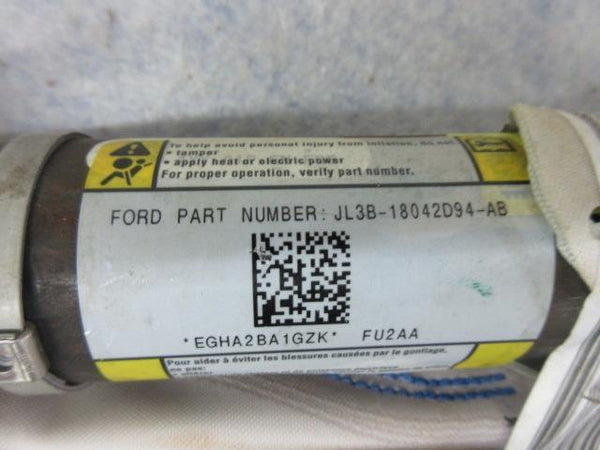 To help avoid personal injury from inflation, do not
• tamper
• apply heat or electric power
For proper operation, verify part number.
FORD PART NUMBER: JL3B-18042D94-AB
*EGHA2BA1GZK* FU2AA
Pour aider à éviter les blessures causées par le gonflage,
ne pas: